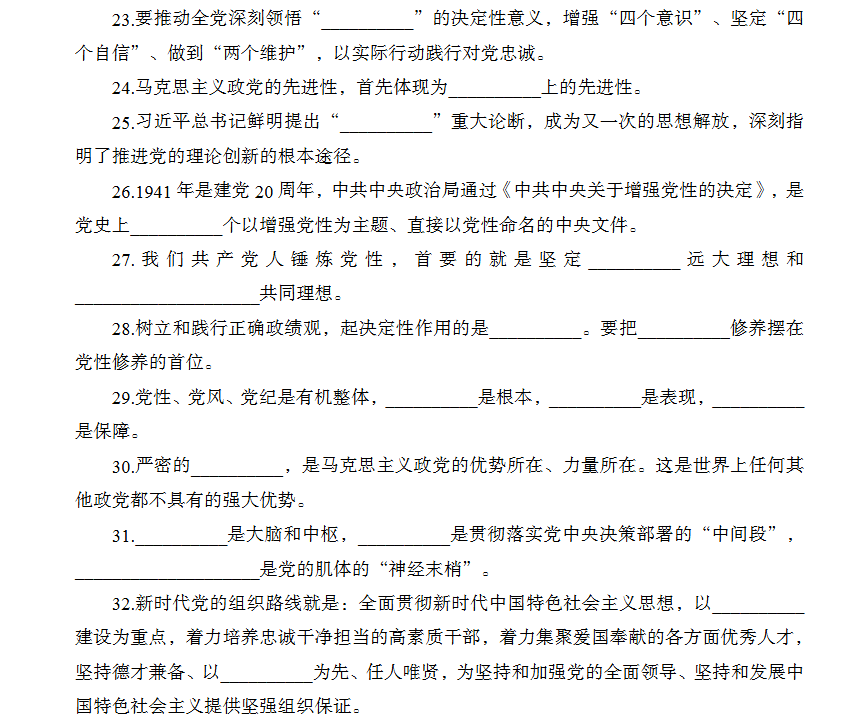 23.要推动全党深刻领悟“__________”的决定性意义，增强“四个意识”、坚定“四
个自信”、做到“两个维护”，以实际行动践行对党忠诚。
24.马克思主义政党的先进性，首先体现为__________上的先进性。
25.习近平总书记鲜明提出“__________”重大论断，成为又一次的思想解放，深刻指
明了推进党的理论创新的根本途径。
26.1941 年是建党 20 周年，中共中央政治局通过《中共中央关于增强党性的决定》，是
党史上__________个以增强党性为主题、直接以党性命名的中央文件。
27.我们共产党人锤炼党性，首要的就是坚定__________远大理想和
____________________共同理想。
28.树立和践行正确政绩观，起决定性作用的是__________。要把__________修养摆在
党性修养的首位。
29.党性、党风、党纪是有机整体，__________是根本，__________是表现，__________
是保障。
30.严密的__________，是马克思主义政党的优势所在、力量所在。这是世界上任何其
他政党都不具有的强大优势。
31.__________是大脑和中枢，__________是贯彻落实党中央决策部署的“中间段”，
____________________是党的肌体的“神经末梢”。
32.新时代党的组织路线就是：全面贯彻新时代中国特色社会主义思想，以__________
建设为重点，着力培养忠诚干净担当的高素质干部，着力集聚爱国奉献的各方面优秀人才，
坚持德才兼备、以__________为先、任人唯贤，为坚持和加强党的全面领导、坚持和发展中
国特色社会主义提供坚强组织保证。